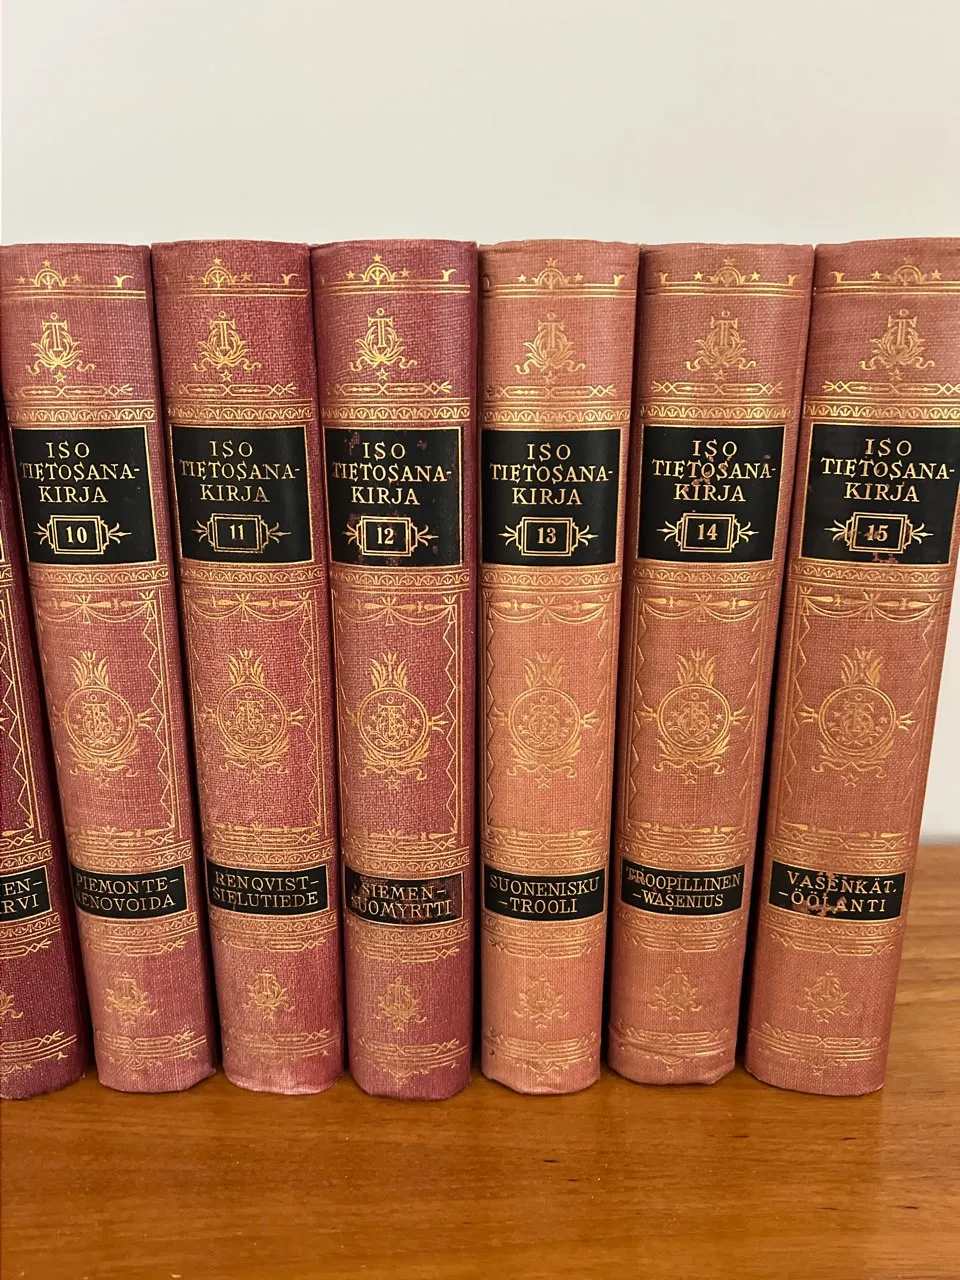 ISO
TIETOSANA-
KIRJA
10
PIEMONTE-
RENOVOIDA
ISO
TIETOSANA-
KIRJA
11
RENQVIST-
SIELUTIEDE
ISO
TIETOSANA-
KIRJA
12
SIEMEN-
SUOMYRTTI
ISO
TIETOSANA-
KIRJA
13
SUONENISKU
-TROOLI
ISO
TIETOSANA-
KIRJA
14
TROOPILLINEN
-WASENIUS
ISO
TIETOSANA-
KIRJA
15
VASENKÄT.
-ÖÖLANTI